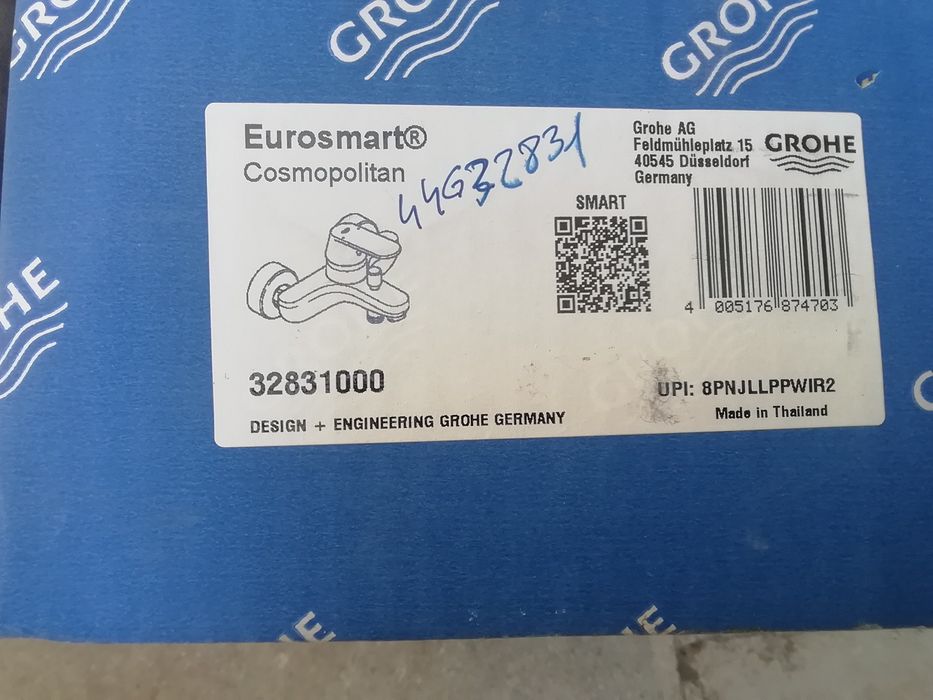 GROHE
GROHE
Eurosmart®
Cosmopolitan
44G32831
Grohe AG
Feldmühleplatz 15
40545 Düsseldorf
Germany
GROHE
SMART
4 005176 874703
32831000
UPI: 8PNJLLPPWIR2
Made in Thailand
DESIGN + ENGINEERING GROHE GERMANY